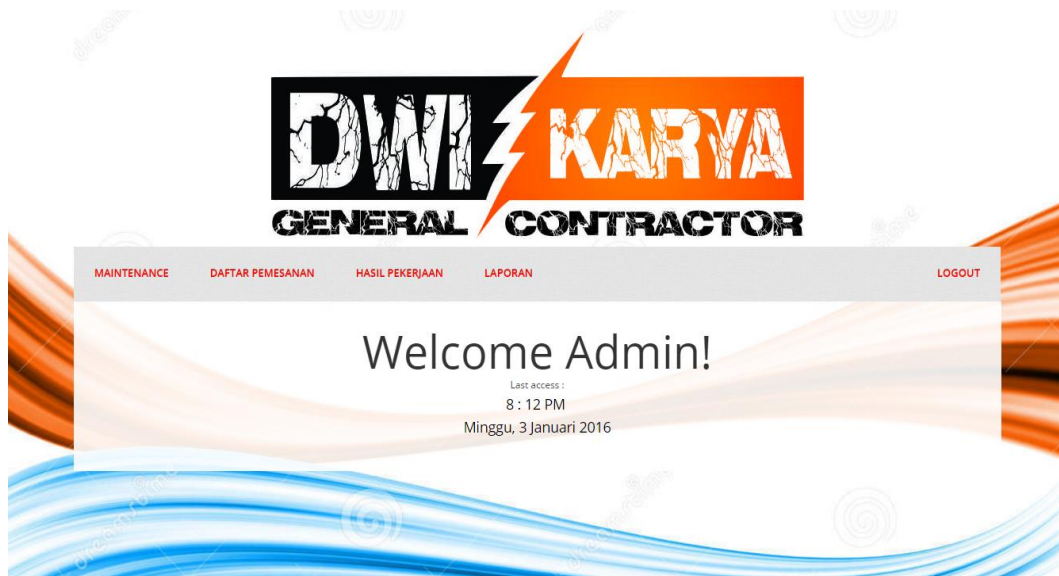 DWI KARYA
GENERAL CONTRACTOR
MAINTENANCE DAFTAR PEMESANAN HASIL PEKERJAAN LAPORAN LOGOUT
Welcome Admin!
Last access :
8 : 12 PM
Minggu, 3 Januari 2016
dreamstime